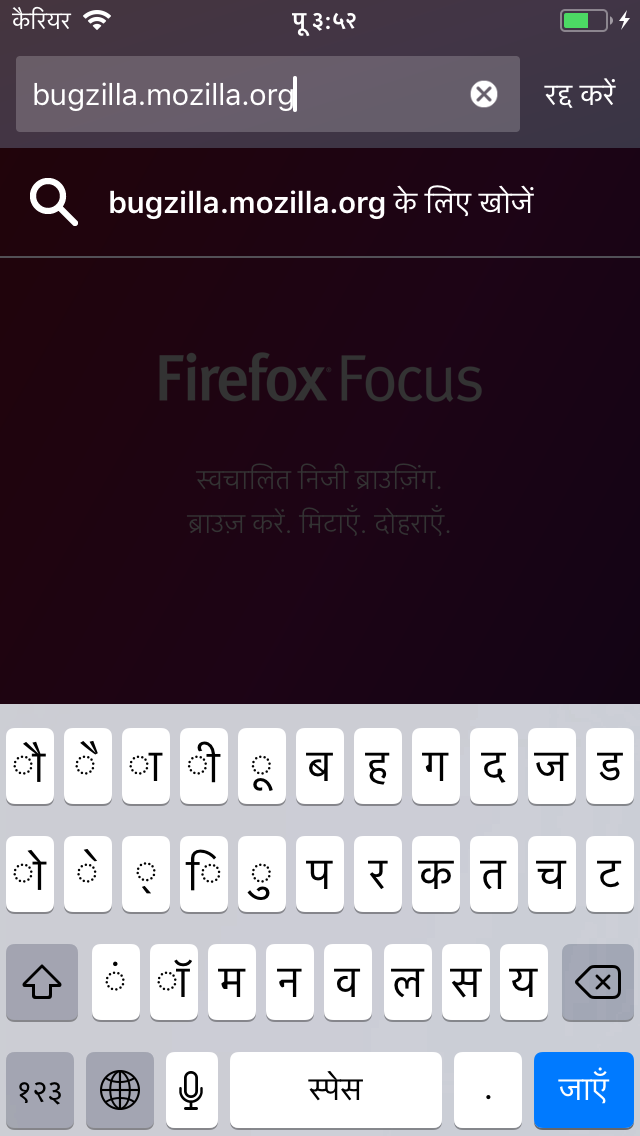 कैरियर पू ३:५२
bugzilla.mozilla.org रद्द करें
bugzilla.mozilla.org के लिए खोजें
Firefox Focus
स्वचालित निजी ब्राउज़िंग.
ब्राउज़ करें. मिटाएँ. दोहराएँ.
ौ ै ा ी ू ब ह ग द ज ड
ो े ् ि ु प र क त च ट
ं ॉ म न व ल स य
१२३ स्पेस . जाएँ